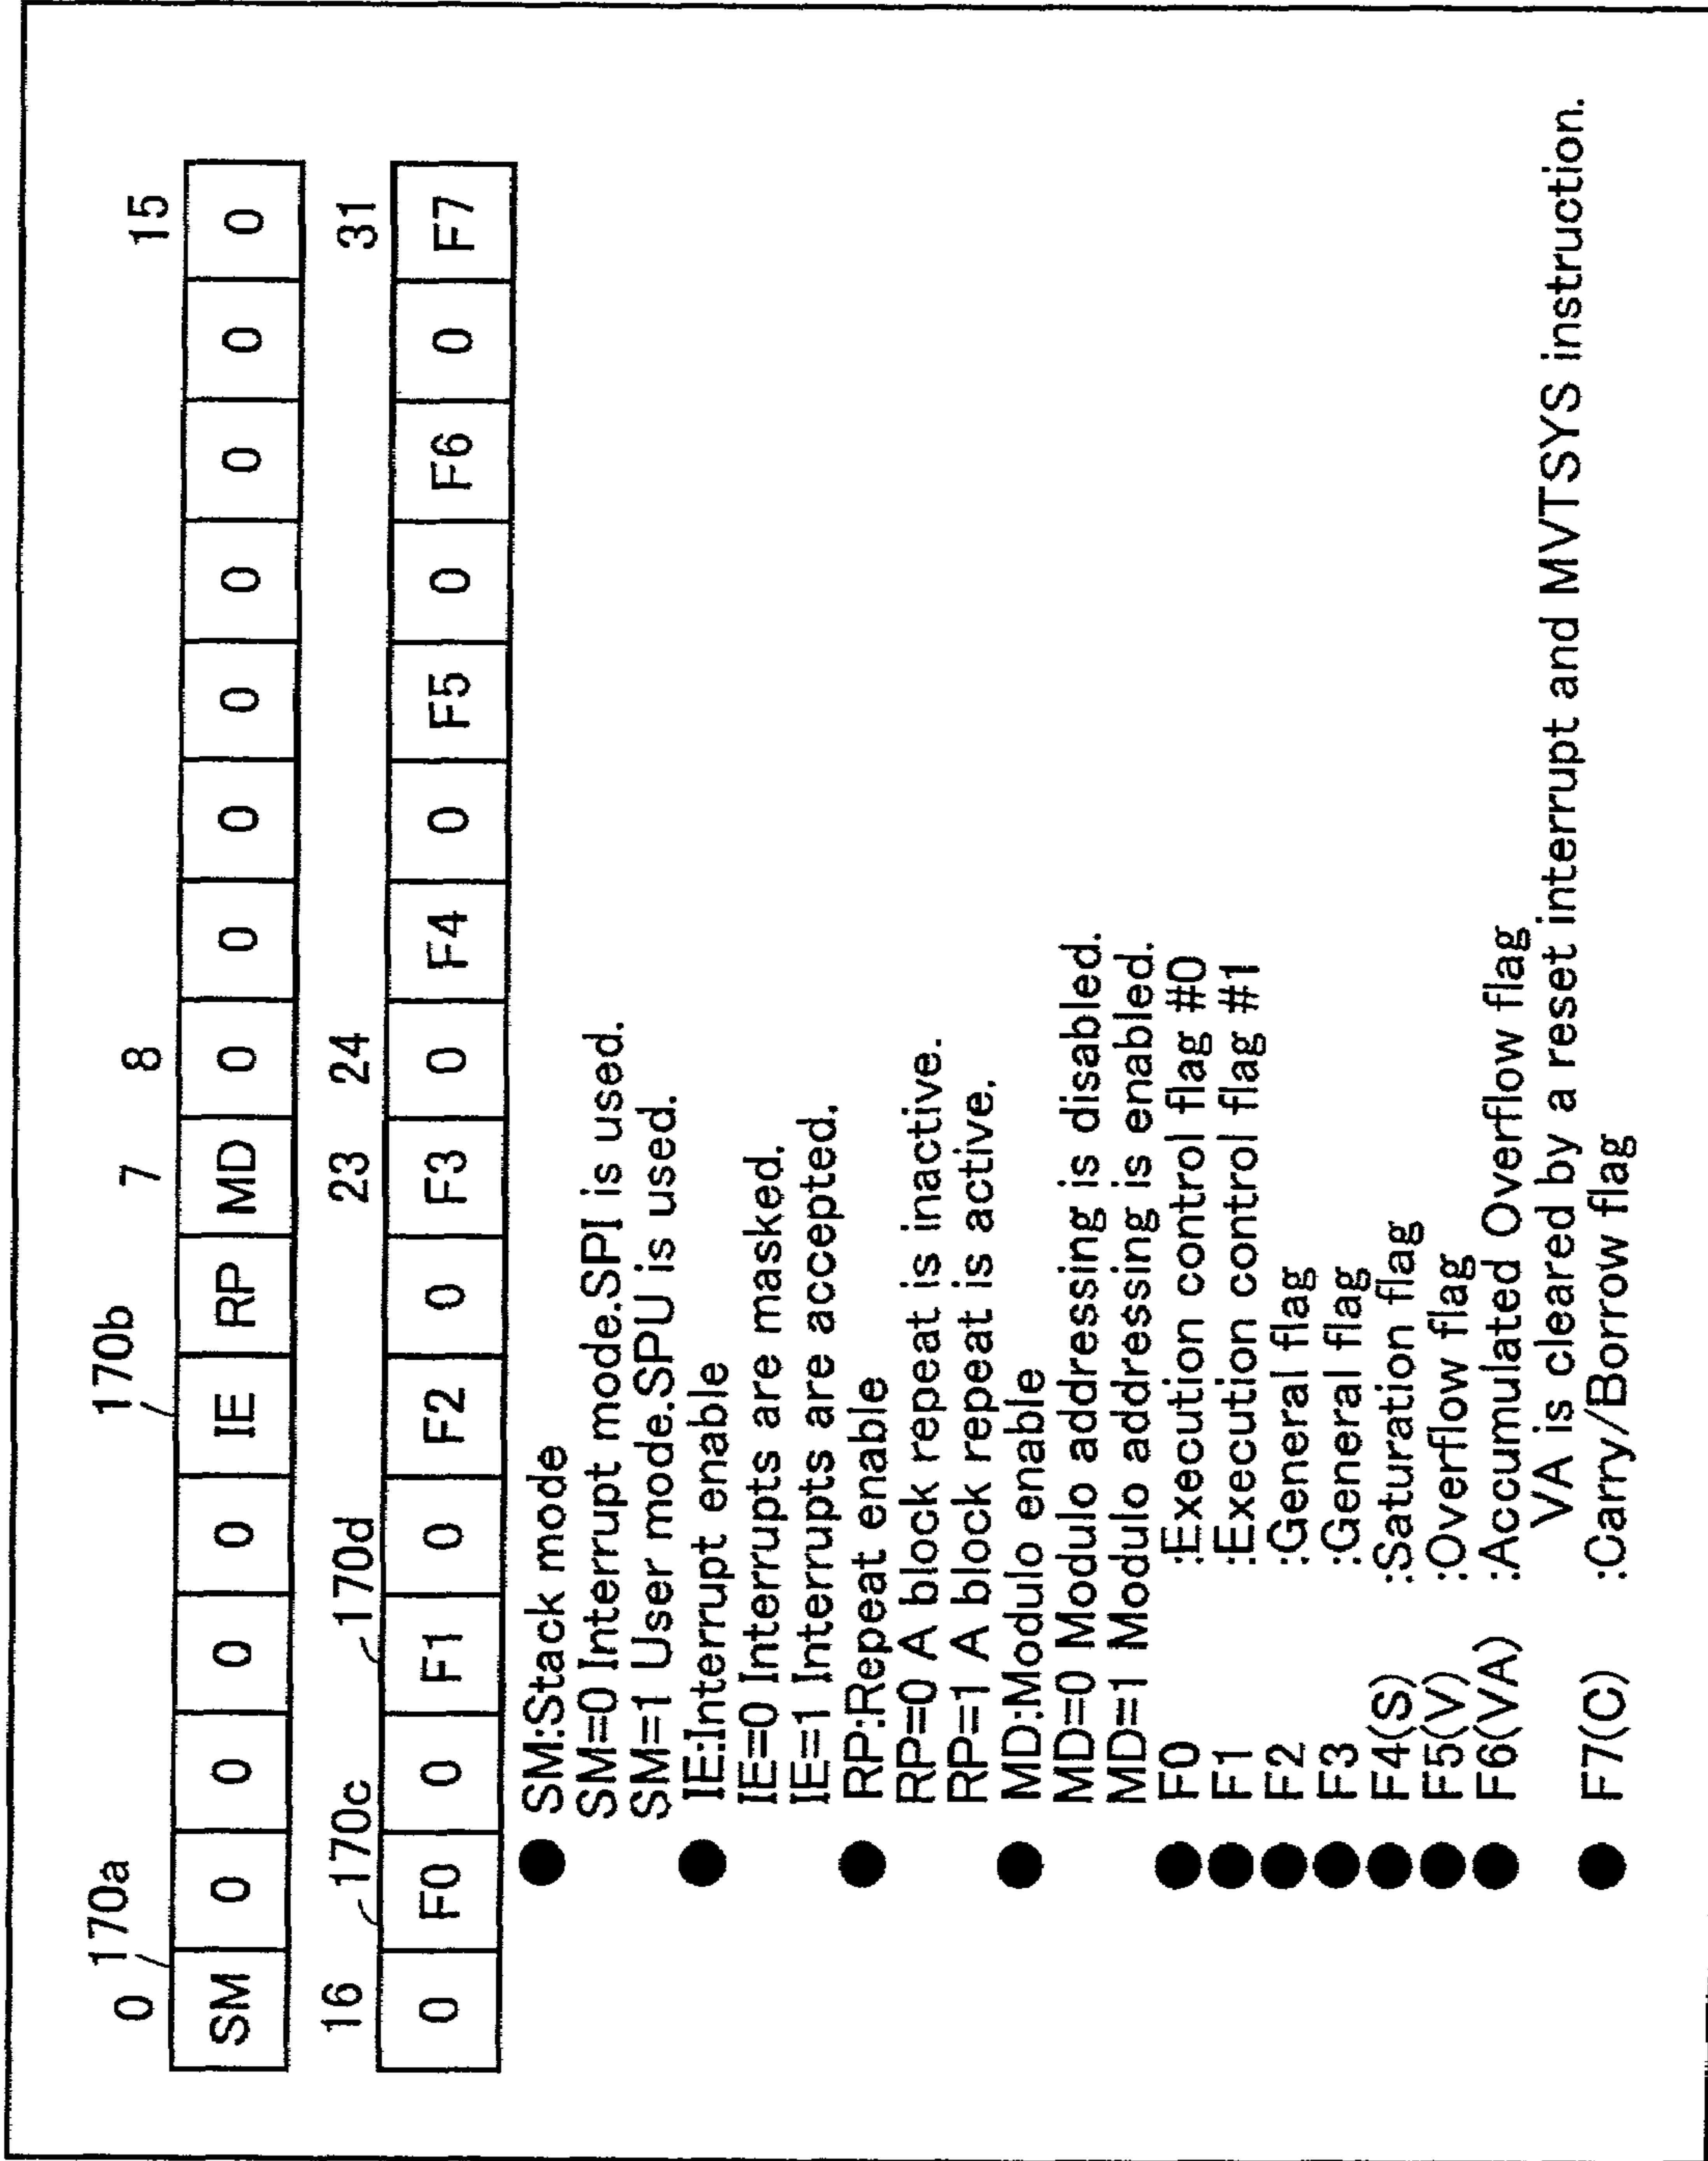 0 170a 170b 7 8 15
SM 0 0 0 0 IE RP MD 0 0 0 0 0 0 0 0
16 170c 170d 23 24 31
0 F0 0 F1 0 F2 0 F3 0 F4 0 F5 0 F6 0 F7
● SM:Stack mode
SM=0 Interrupt mode.SPI is used.
SM=1 User mode.SPU is used.
● IE:Interrupt enable
IE=0 Interrupts are masked.
IE=1 Interrupts are accepted.
● RP:Repeat enable
RP=0 A block repeat is inactive.
RP=1 A block repeat is active.
● MD:Modulo enable
MD=0 Modulo addressing is disabled.
MD=1 Modulo addressing is enabled.
● F0 :Execution control flag #0
● F1 :Execution control flag #1
● F2 :General flag
● F3 :General flag
● F4(S) :Saturation flag
● F5(V) :Overflow flag
● F6(VA) :Accumulated Overflow flag
VA is cleared by a reset interrupt and MVTSYS instruction.
● F7(C) :Carry/Borrow flag